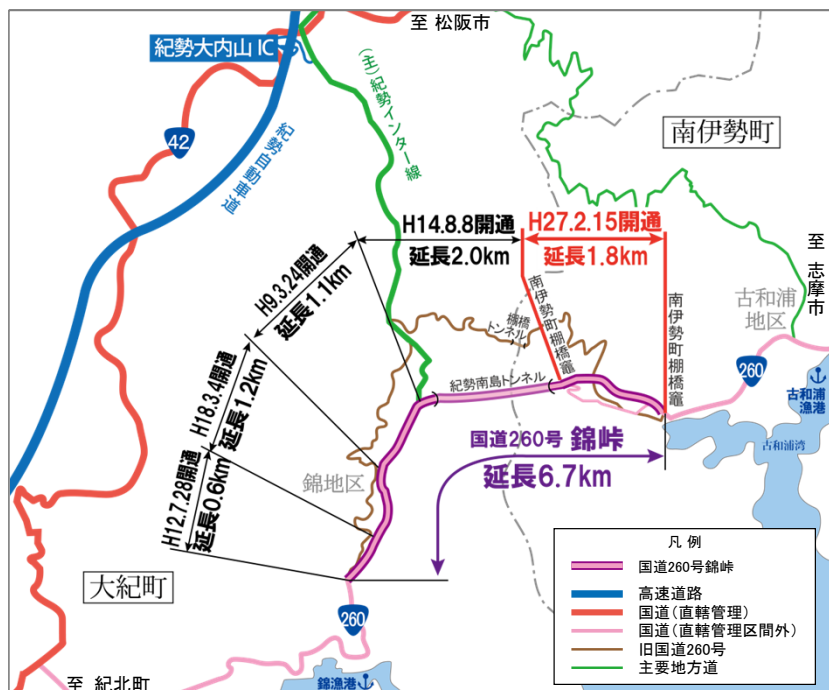 至 松阪市
紀勢大内山IC
(主)紀勢インター線
42
紀勢自動車道
南伊勢町
H14.8.8開通
延長2.0km
H27.2.15開通
延長1.8km
至 志摩市
H9.3.24開通
延長1.1km
古和浦
地区
南伊勢町棚橋竈
南伊勢町棚橋竈
棚橋
トンネル
紀勢南島トンネル
260
古和浦
漁港
古和浦湾
H18.3.4開通
延長1.2km
国道260号 錦峠
延長6.7km
錦地区
H12.7.28開通
延長0.6km
大紀町
260
至 紀北町
錦漁港
凡 例
国道260号錦峠
高速道路
国道(直轄管理)
国道(直轄管理区間外)
旧国道260号
主要地方道